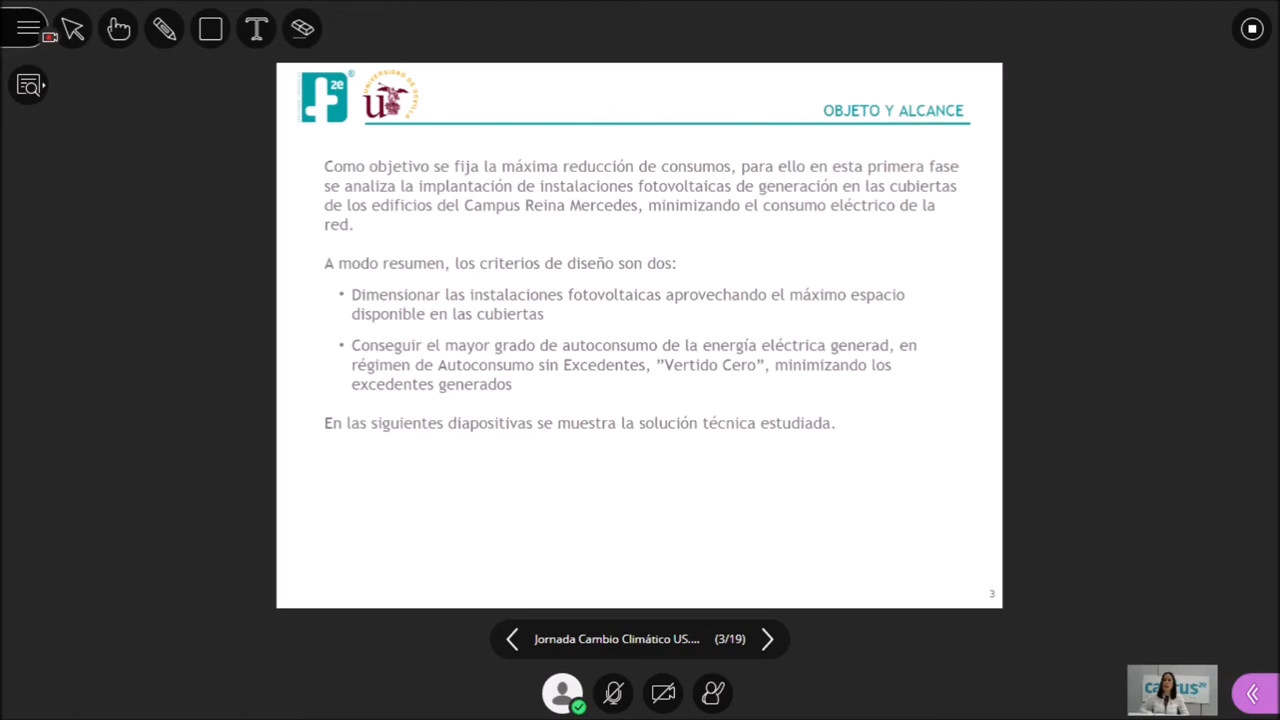 2e
®
UNIVERSIDAD DE SEVILLA
OBJETO Y ALCANCE
Como objetivo se fija la máxima reducción de consumos, para ello en esta primera fase
se analiza la implantación de instalaciones fotovoltaicas de generación en las cubiertas
de los edificios del Campus Reina Mercedes, minimizando el consumo eléctrico de la
red.
A modo resumen, los criterios de diseño son dos:
• Dimensionar las instalaciones fotovoltaicas aprovechando el máximo espacio
disponible en las cubiertas
• Conseguir el mayor grado de autoconsumo de la energía eléctrica generad, en
régimen de Autoconsumo sin Excedentes, ”Vertido Cero”, minimizando los
excedentes generados
En las siguientes diapositivas se muestra la solución técnica estudiada.
3
Jornada Cambio Climático US.... (3/19)